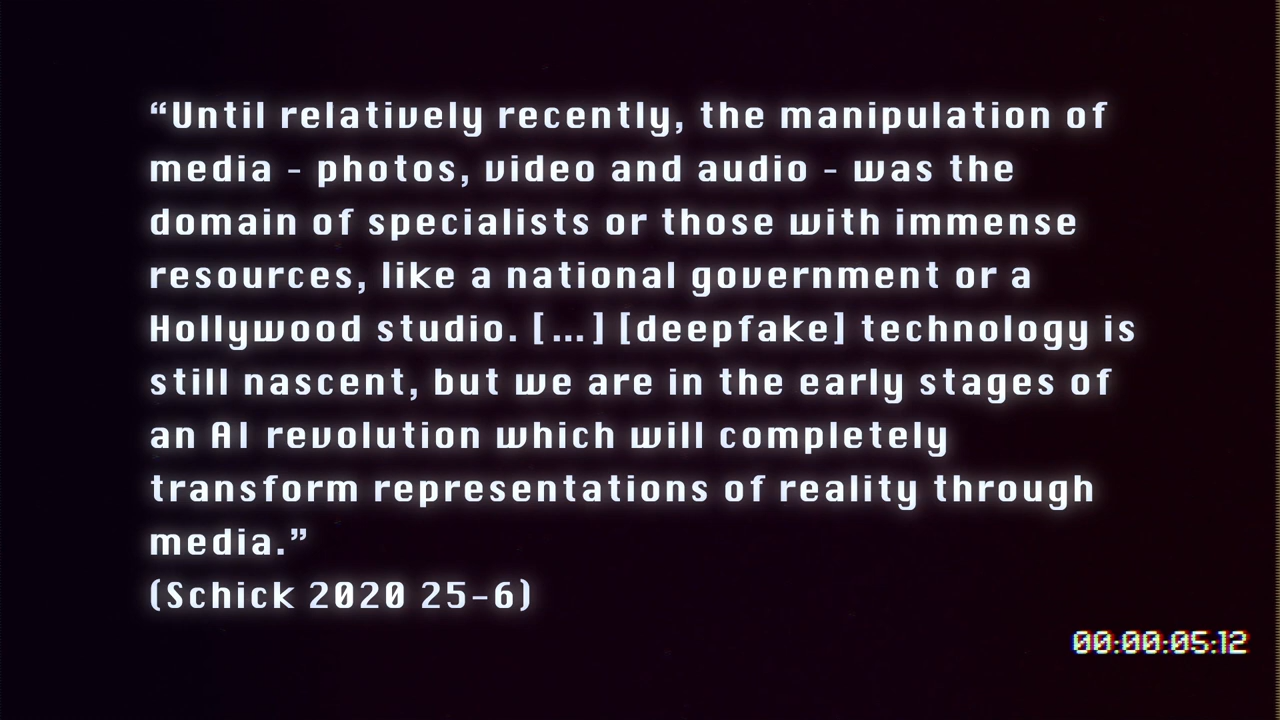 “Until relatively recently, the manipulation of
media - photos, video and audio - was the
domain of specialists or those with immense
resources, like a national government or a
Hollywood studio. [...] [deepfake] technology is
still nascent, but we are in the early stages of
an AI revolution which will completely
transform representations of reality through
media.”
(Schick 2020 25-6)
00:00:05:12